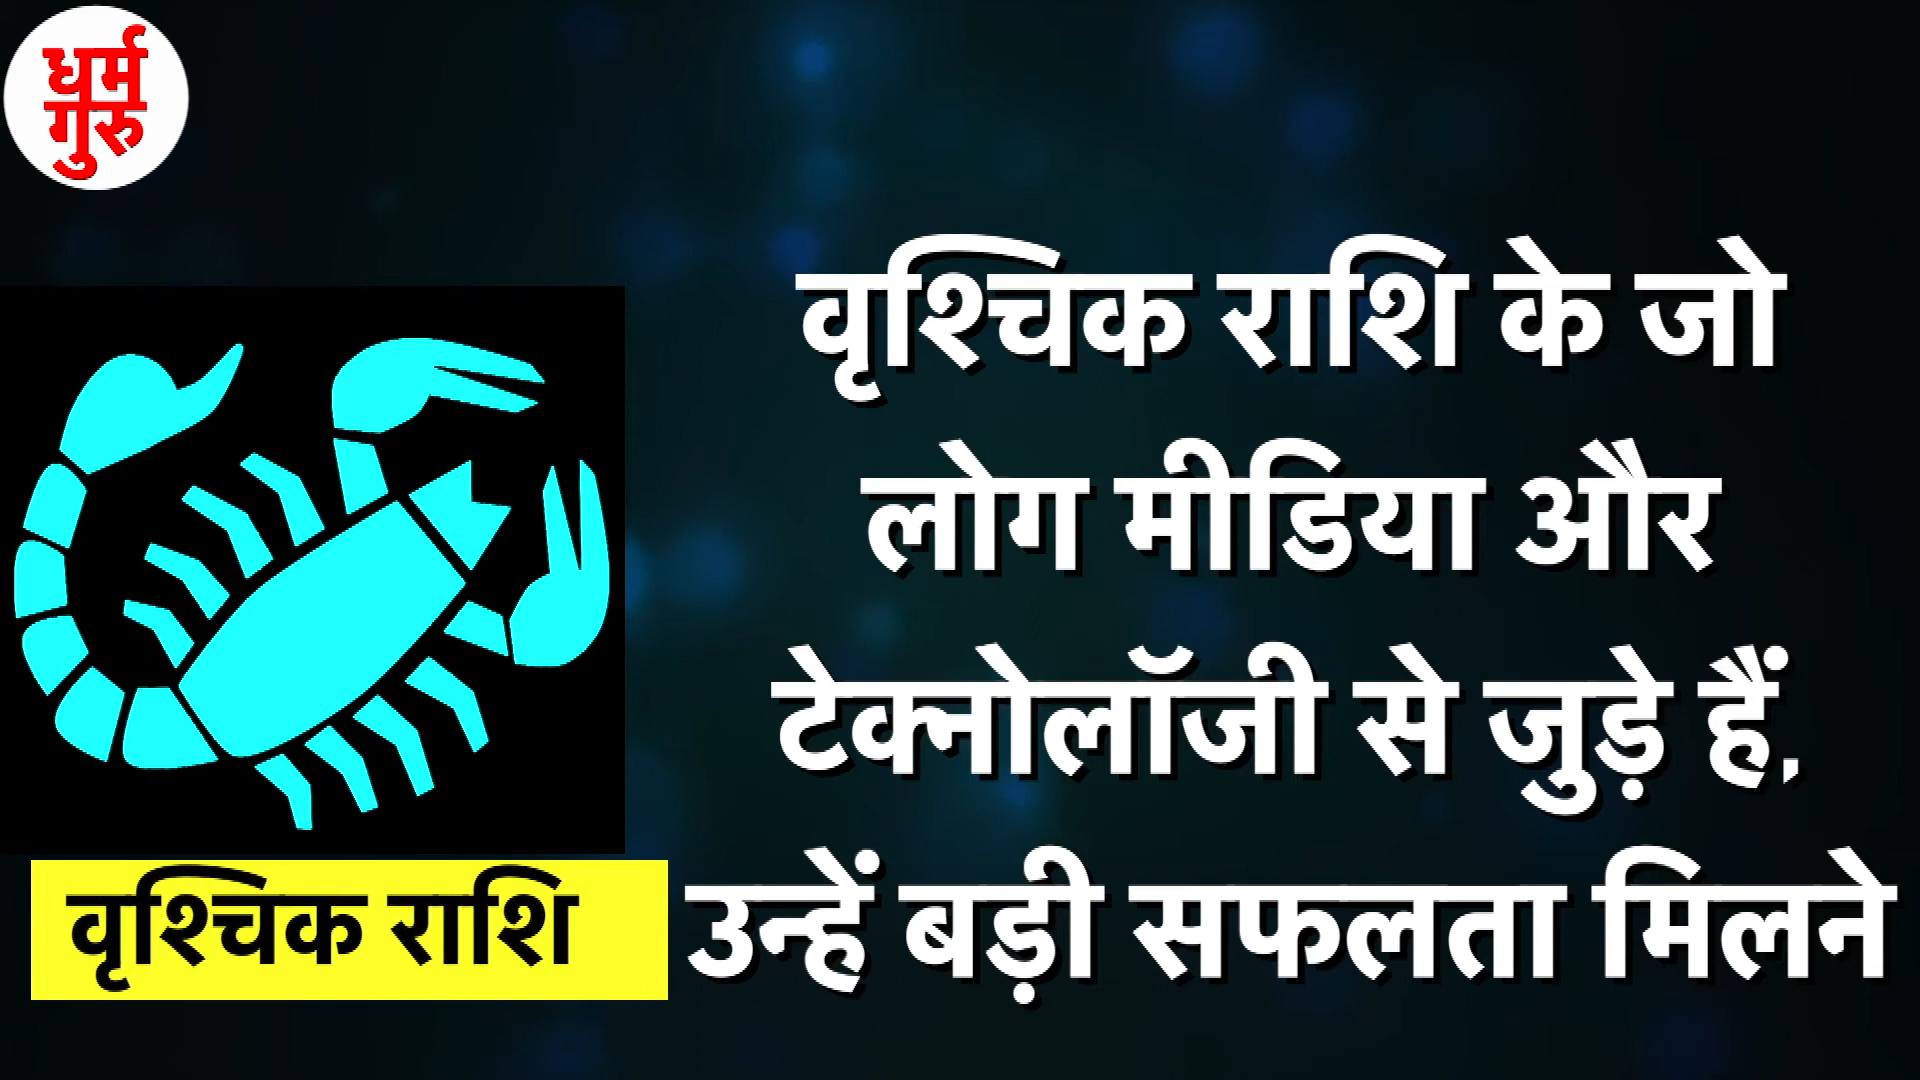 धर्म
गुरु
वृश्चिक राशि के जो
लोग मीडिया और
टेक्नोलॉजी से जुड़े हैं,
उन्हें बड़ी सफलता मिलने
वृश्चिक राशि